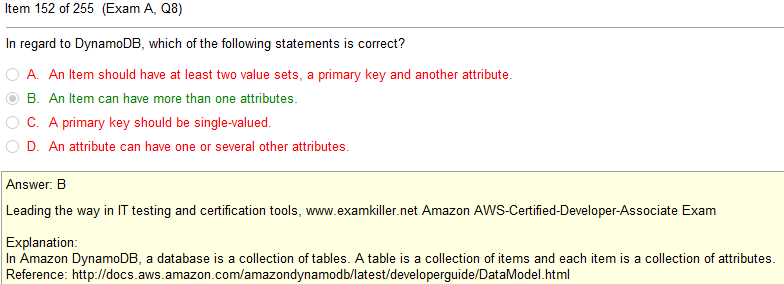 Item 152 of 255 (Exam A, Q8)
In regard to DynamoDB, which of the following statements is correct?
A. An Item should have at least two value sets, a primary key and another attribute.
B. An Item can have more than one attributes.
C. A primary key should be single-valued.
D. An attribute can have one or several other attributes.
Answer: B
Leading the way in IT testing and certification tools, www.examkiller.net Amazon AWS-Certified-Developer-Associate Exam
Explanation:
In Amazon DynamoDB, a database is a collection of tables. A table is a collection of items and each item is a collection of attributes.
Reference: http://docs.aws.amazon.com/amazondynamodb/latest/developerguide/DataModel.html